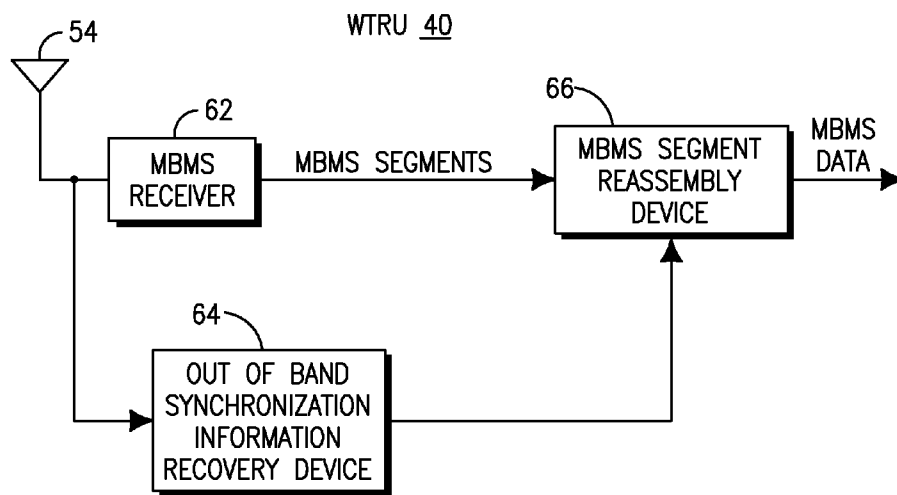 WTRU 40
54
62
MBMS
RECEIVER
MBMS SEGMENTS
66
MBMS SEGMENT
REASSEMBLY
DEVICE
MBMS
DATA
64
OUT OF BAND
SYNCHRONIZATION
INFORMATION
RECOVERY DEVICE